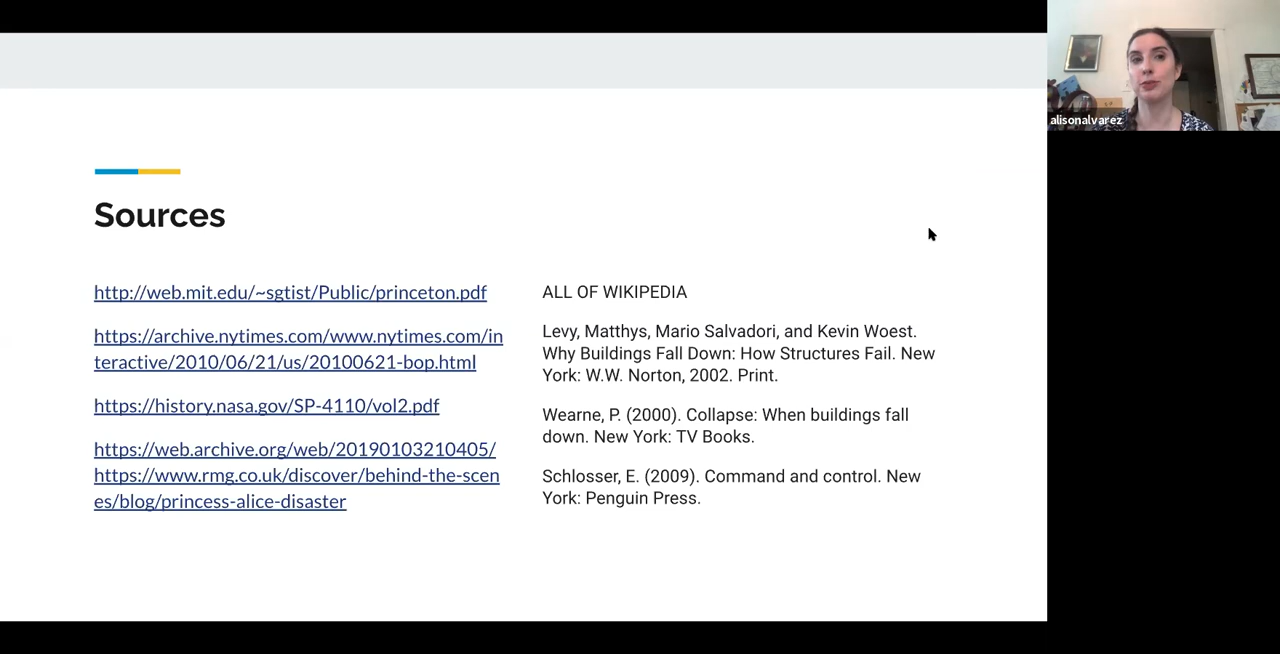 Sources
http://web.mit.edu/~sgtist/Public/princeton.pdf
https://archive.nytimes.com/www.nytimes.com/in
teractive/2010/06/21/us/20100621-bop.html
https://history.nasa.gov/SP-4110/vol2.pdf
https://web.archive.org/web/20190103210405/
https://www.rmg.co.uk/discover/behind-the-scen
es/blog/princess-alice-disaster
ALL OF WIKIPEDIA
Levy, Matthys, Mario Salvadori, and Kevin Woest.
Why Buildings Fall Down: How Structures Fail. New
York: W.W. Norton, 2002. Print.
Wearne, P. (2000). Collapse: When buildings fall
down. New York: TV Books.
Schlosser, E. (2009). Command and control. New
York: Penguin Press.
alisonalvarez